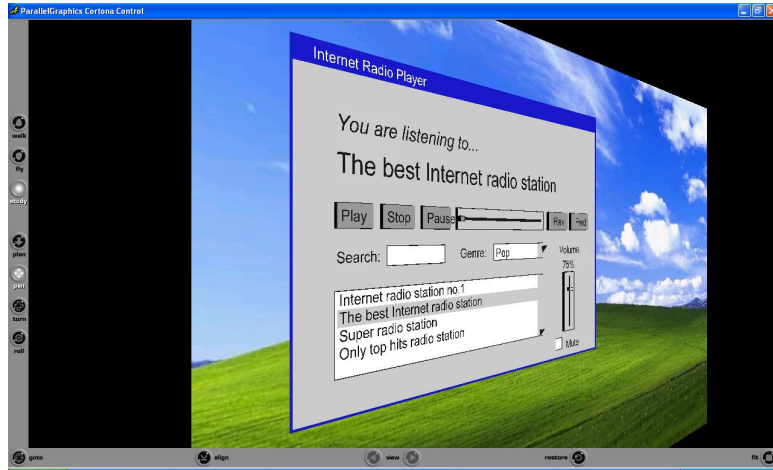 ParallelGraphics Cortona Control
Internet Radio Player
You are listening to...
The best Internet radio station
Play Stop Pause Rev Fwd
Search: Genre: Pop Volume
75%
Internet radio station no.1
The best Internet radio station
Super radio station
Only top hits radio station
Mute
walk
fly
study
plan
pan
turn
roll
goto align view restore fit